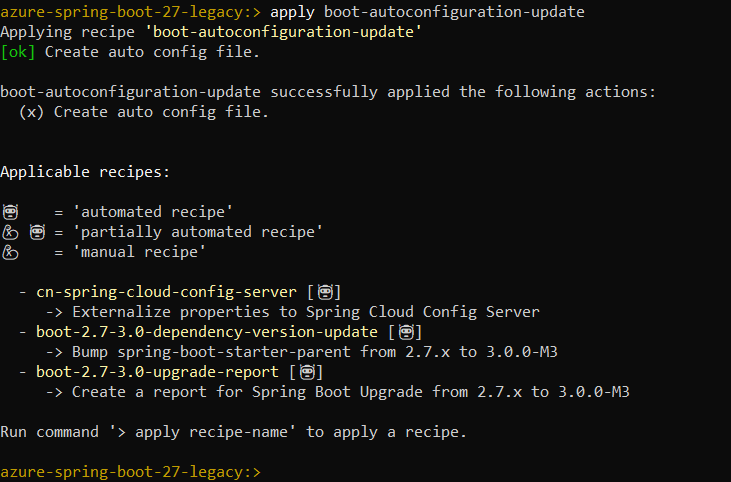 azure-spring-boot-27-legacy:> apply boot-autoconfiguration-update
Applying recipe 'boot-autoconfiguration-update'
[ok] Create auto config file.
boot-autoconfiguration-update successfully applied the following actions:
(x) Create auto config file.
Applicable recipes:
🤖 = 'automated recipe'
💪 🤖 = 'partially automated recipe'
💪 = 'manual recipe'
- cn-spring-cloud-config-server [🤖]
-> Externalize properties to Spring Cloud Config Server
- boot-2.7-3.0-dependency-version-update [🤖]
-> Bump spring-boot-starter-parent from 2.7.x to 3.0.0-M3
- boot-2.7-3.0-upgrade-report [🤖]
-> Create a report for Spring Boot Upgrade from 2.7.x to 3.0.0-M3
Run command '> apply recipe-name' to apply a recipe.
azure-spring-boot-27-legacy:>